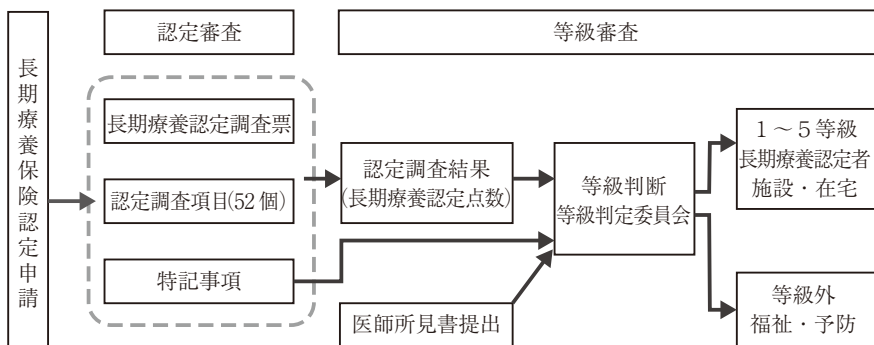 認定審査
等級審査
長期療養保険認定申請
長期療養認定調査票
認定調査項目(52個)
特記事項
認定調査結果
(長期療養認定点数)
医師所見書提出
等級判断
等級判定委員会
1～5等級
長期療養認定者
施設・在宅
等級外
福祉・予防